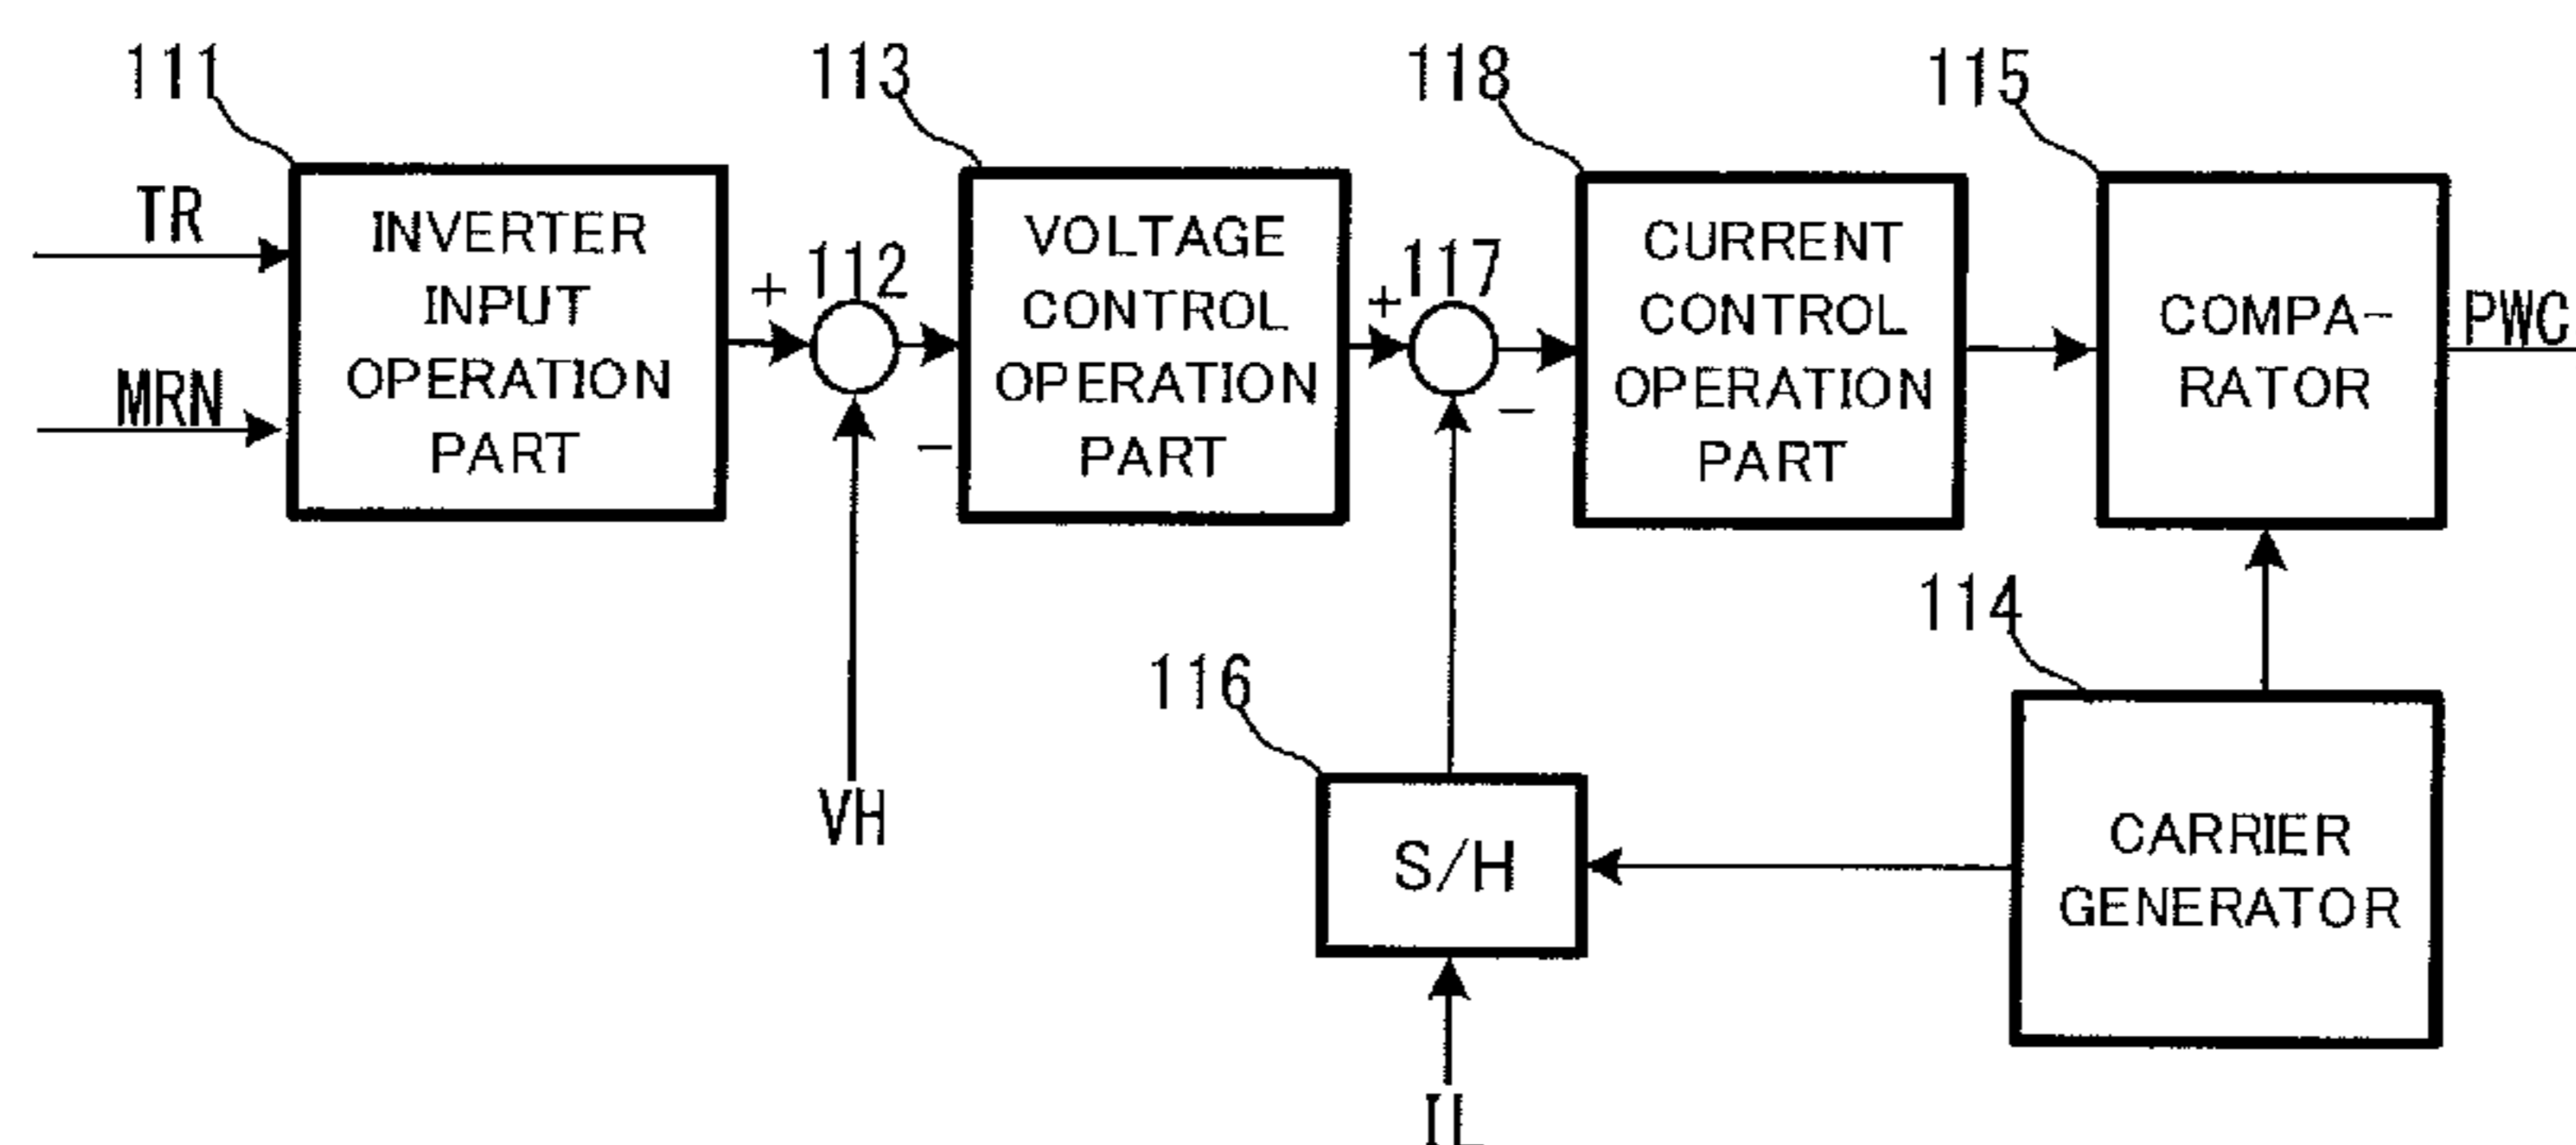 111
113
118
115
TR
MRN
INVERTER
INPUT
OPERATION
PART
+
112
VOLTAGE
CONTROL
OPERATION
PART
-
+
117
CURRENT
CONTROL
OPERATION
PART
-
COMPA-
RATOR
PWC
VH
116
114
S/H
CARRIER
GENERATOR
IL